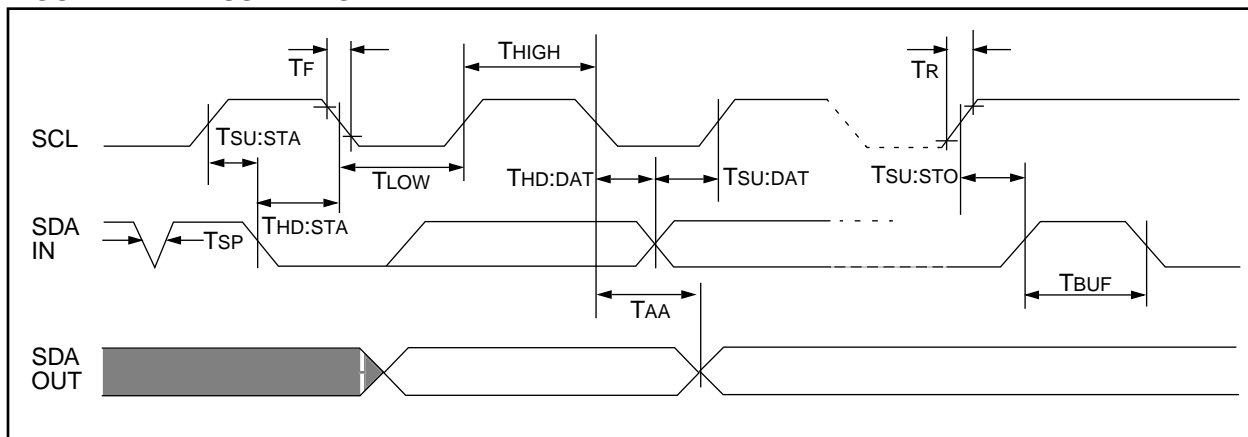 TF
THIGH
TR
SCL
TSU:STA
TLOW
THD:DAT
TSU:DAT
TSU:STO
SDA
IN
TSP
THD:STA
TAA
TBUF
SDA
OUT